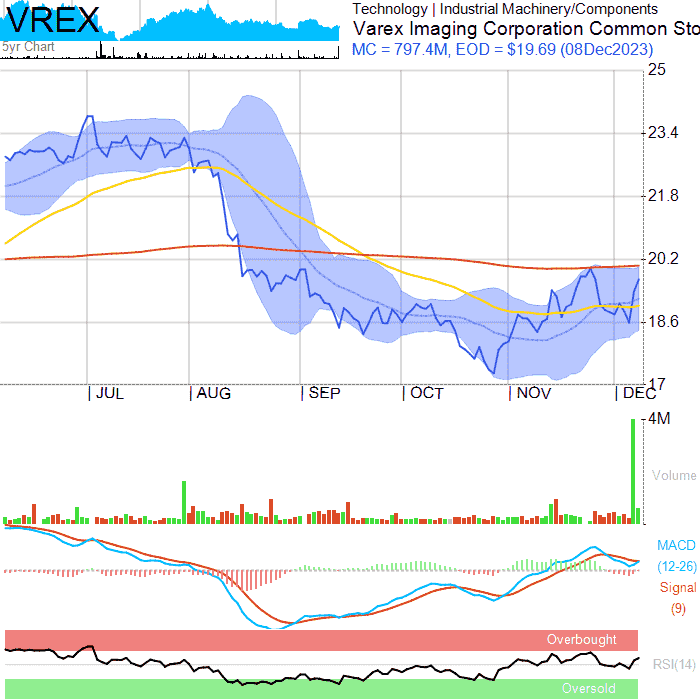 VREX
5yr Chart
Technology | Industrial Machinery/Components
Varex Imaging Corporation Common Sto
MC = 797.4M, EOD = $19.69 (08Dec2023)
25
23.4
21.8
20.2
18.6
17
JUL AUG SEP OCT NOV DEC
4M
Volume
MACD
(12-26)
Signal
(9)
Overbought
RSI(14)
Oversold